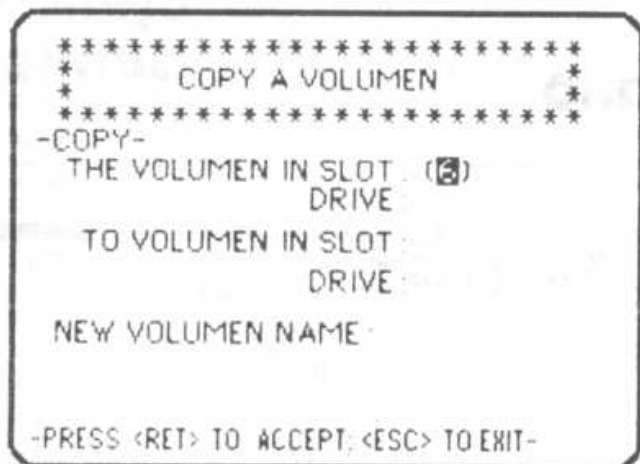 * * * * * * * * * * * * * * * * * * *
* COPY A VOLUMEN *
* * * * * * * * * * * * * * * * * * *
-COPY-
THE VOLUMEN IN SLOT: (6)
DRIVE:
TO VOLUMEN IN SLOT:
DRIVE:
NEW VOLUMEN NAME:
-PRESS <RET> TO ACCEPT; <ESC> TO EXIT-